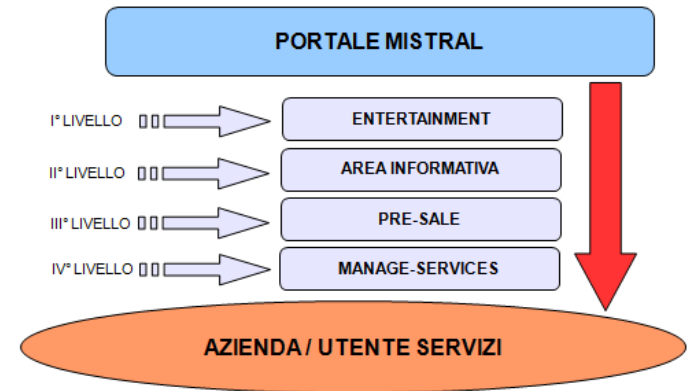 PORTALE MISTRAL
I° LIVELLO ENTERTAINMENT
II° LIVELLO AREA INFORMATIVA
III° LIVELLO PRE-SALE
IV° LIVELLO MANAGE-SERVICES
AZIENDA / UTENTE SERVIZI